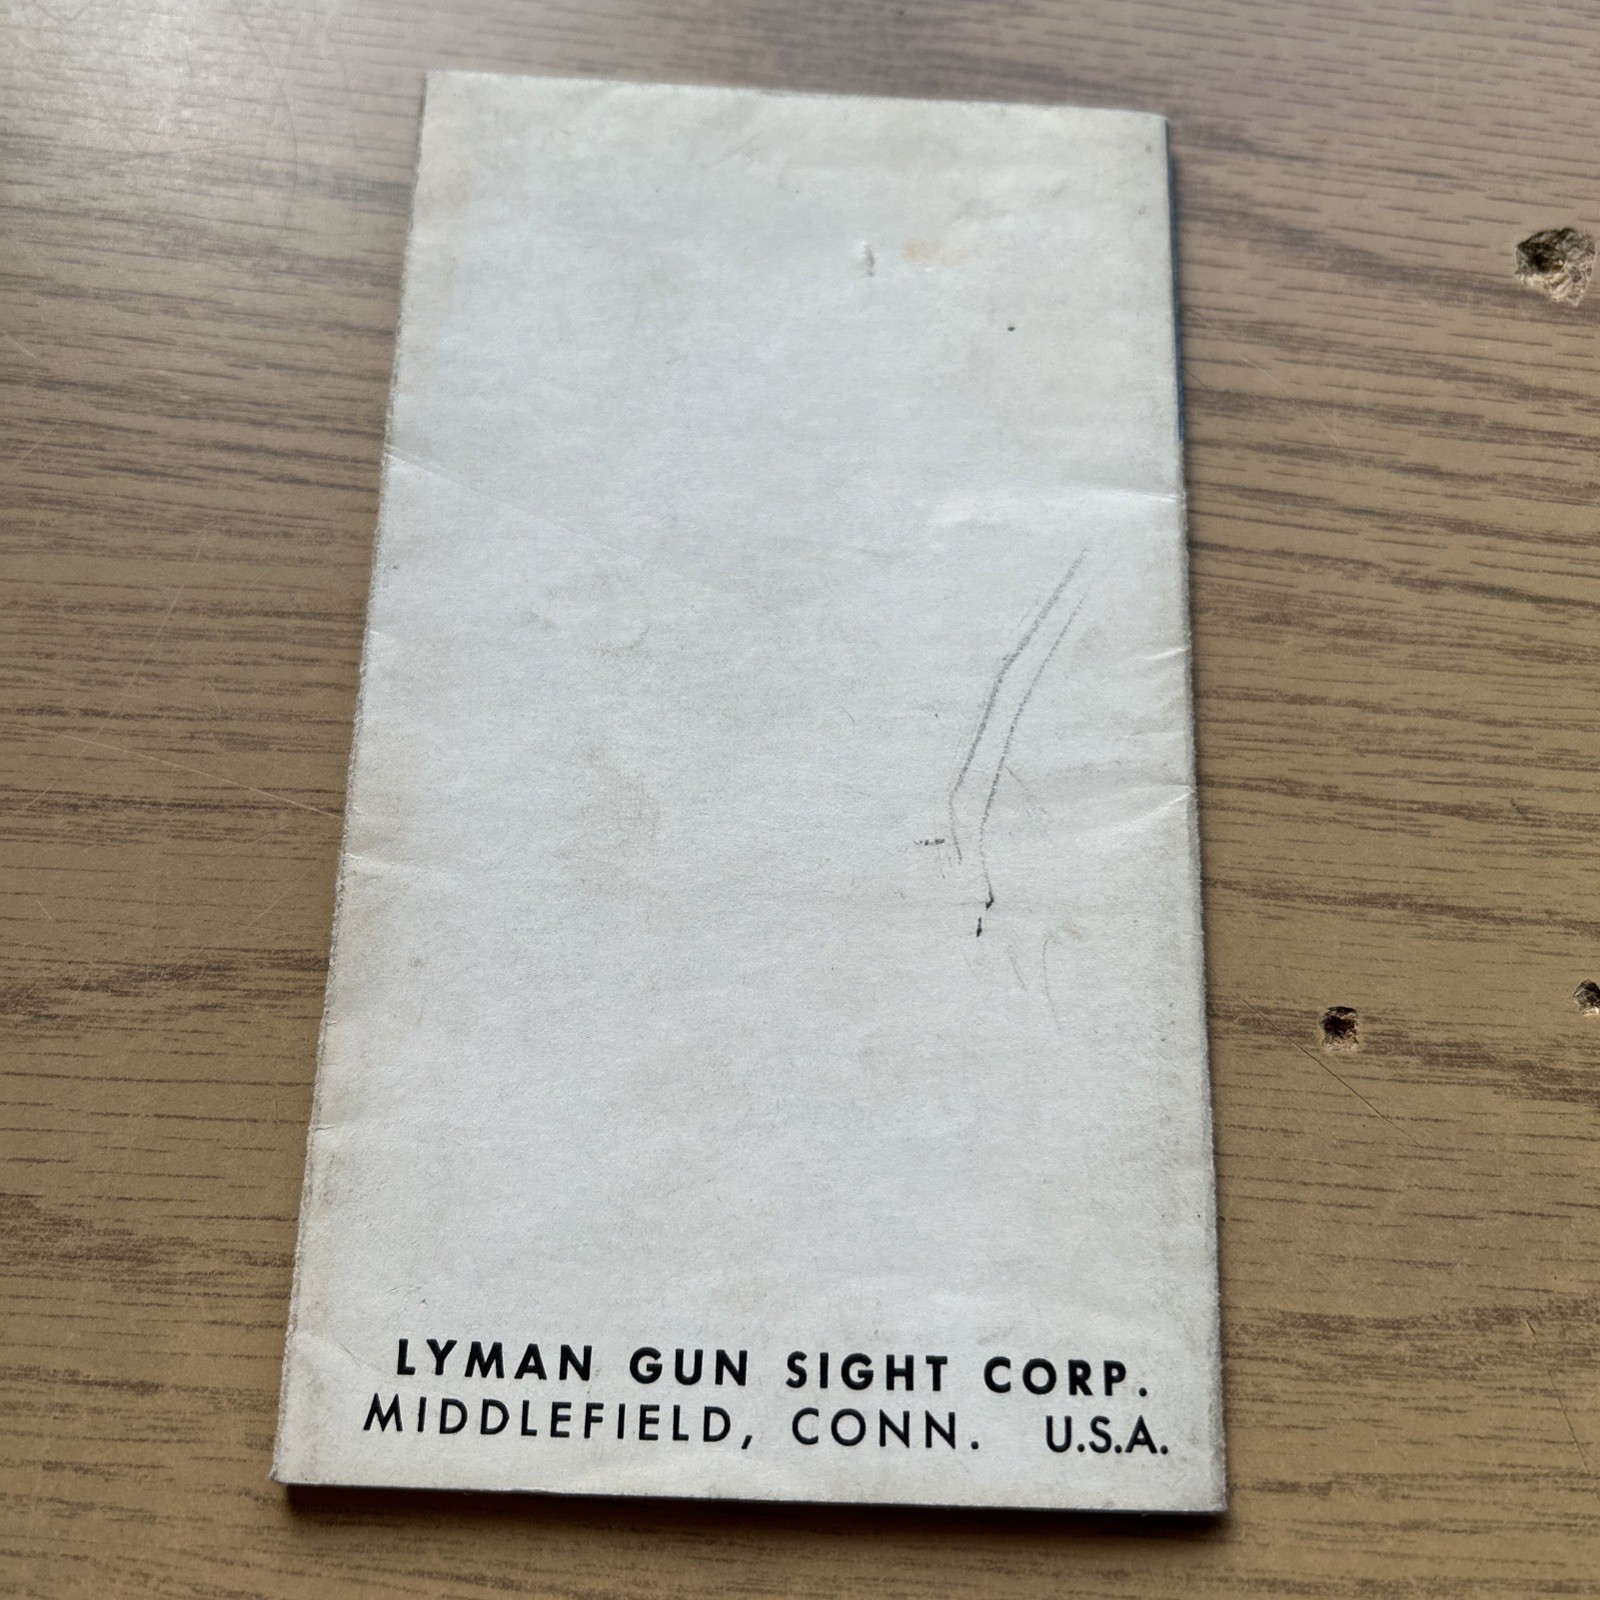 LYMAN GUN SIGHT CORP.
MIDDLEFIELD, CONN. U.S.A.